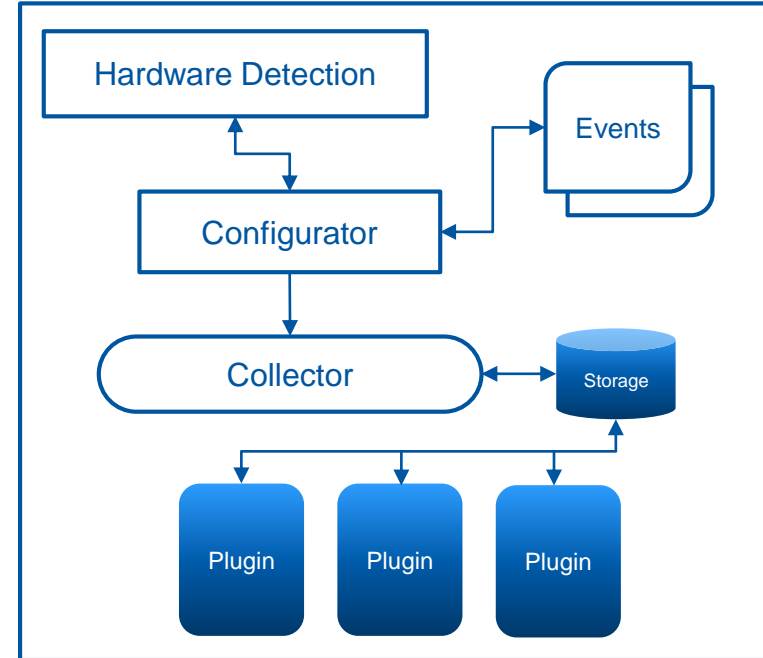 Hardware Detection
Events
Configurator
Collector
Storage
Plugin
Plugin
Plugin